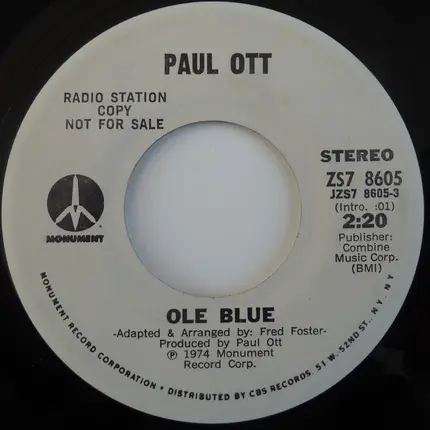 PAUL OTT
RADIO STATION
COPY
NOT FOR SALE
STEREO
ZS7 8605
JZS7 8605-3
(Intro. :01)
2:20
Publisher:
Combine
Music Corp.
(BMI)
MONUMENT
OLE BLUE
-Adapted & Arranged by: Fred Foster-
Produced by Paul Ott
℗ 1974 Monument
Record Corp.
MONUMENT RECORD CORPORATION • DISTRIBUTED BY CBS RECORDS, 51 W. 52ND ST., N.Y., N.Y.